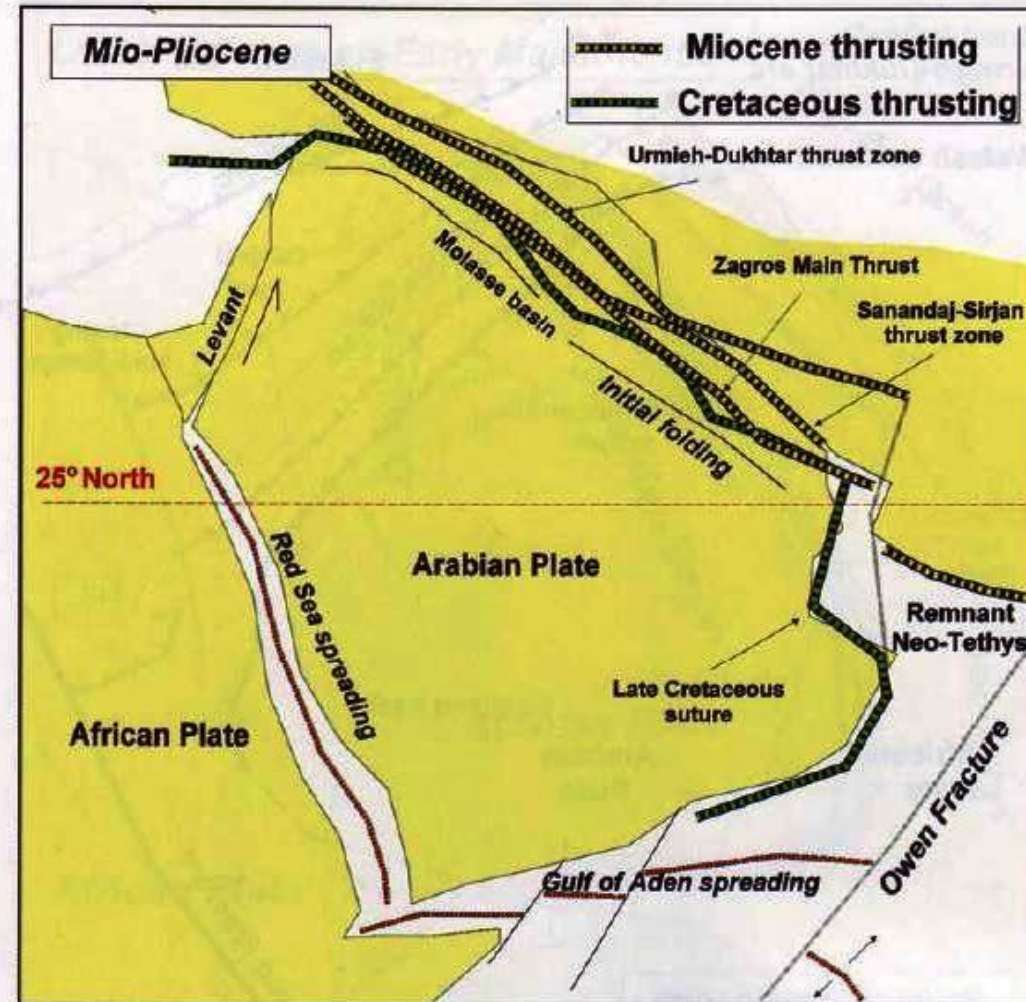 Mio-Pliocene
Miocene thrusting
Cretaceous thrusting
Urmieh-Dukhtar thrust zone
Zagros Main Thrust
Sanandaj-Sirjan
thrust zone
Molasse basin
Levant
Initial folding
25° North
Red Sea spreading
Arabian Plate
Remnant
Neo-Tethys
Late Cretaceous
suture
African Plate
Owen Fracture
Gulf of Aden spreading